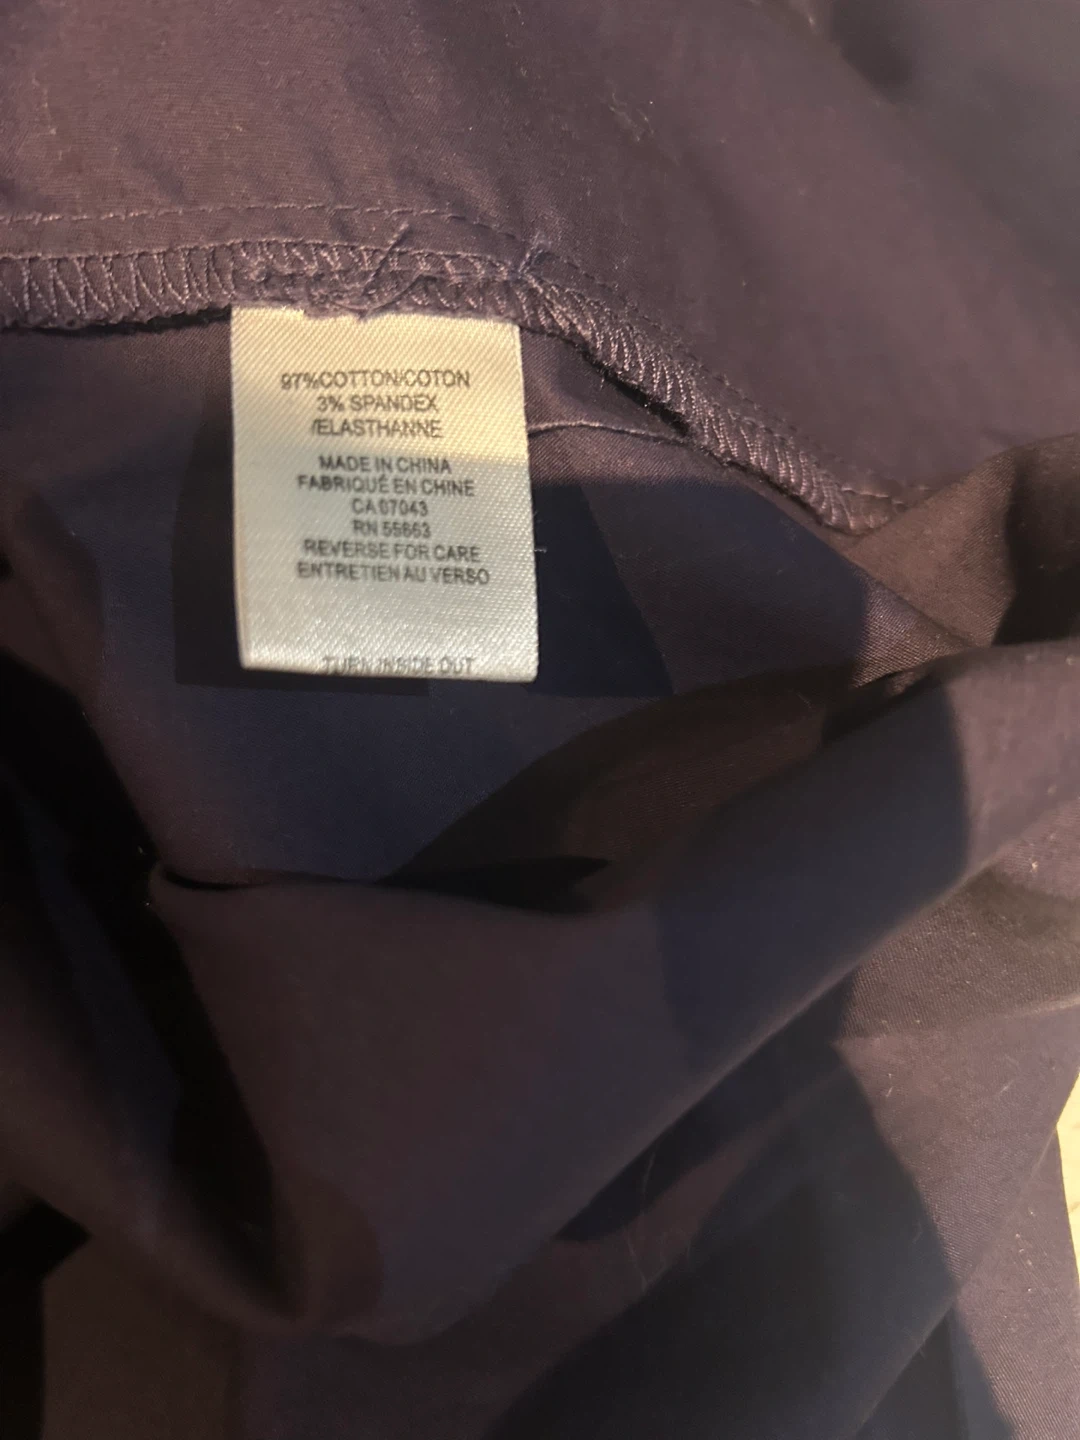 97%COTTON/COTON
3% SPANDEX
/ELASTHANNE
MADE IN CHINA
FABRIQUÉ EN CHINE
CA 07043
RN 55663
REVERSE FOR CARE
ENTRETIEN AU VERSO
TURN INSIDE OUT